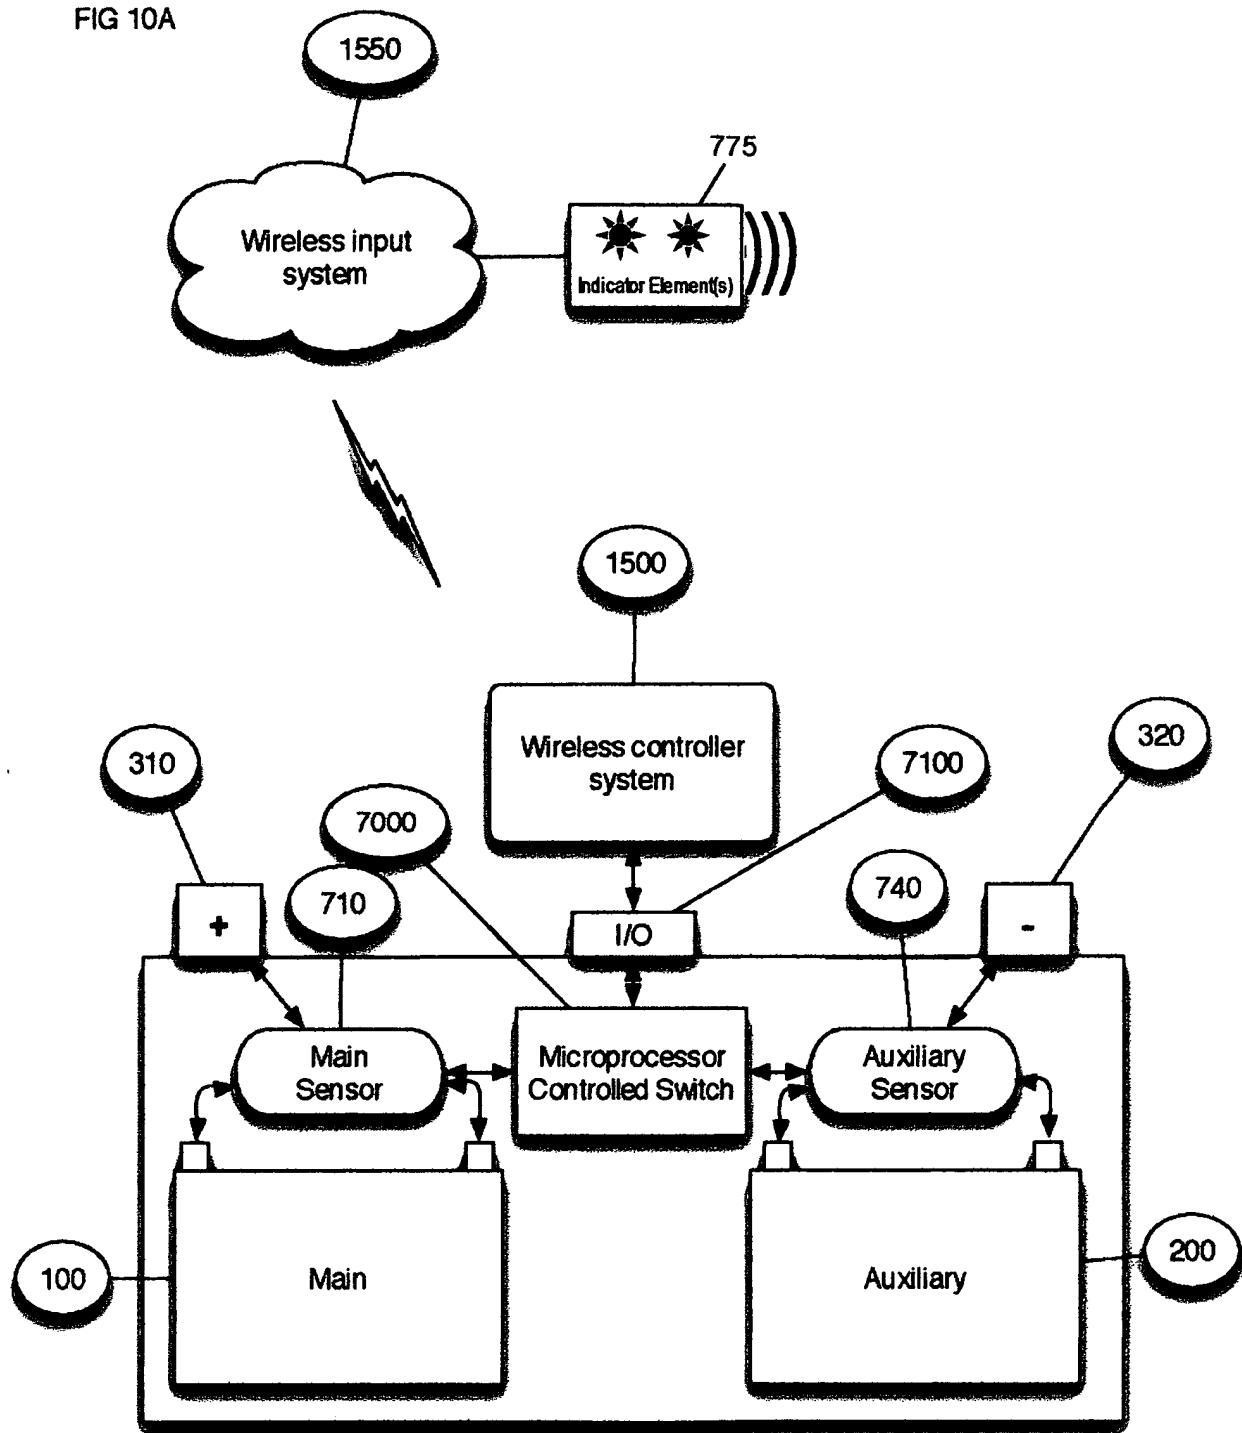 FIG 10A
1550
775
Wireless input
system
Indicator Element(s)
1500
Wireless controller
system
310
320
7100
7000
710
740
+
I/O
-
Main
Sensor
Microprocessor
Controlled Switch
Auxiliary
Sensor
100
Main
Auxiliary
200